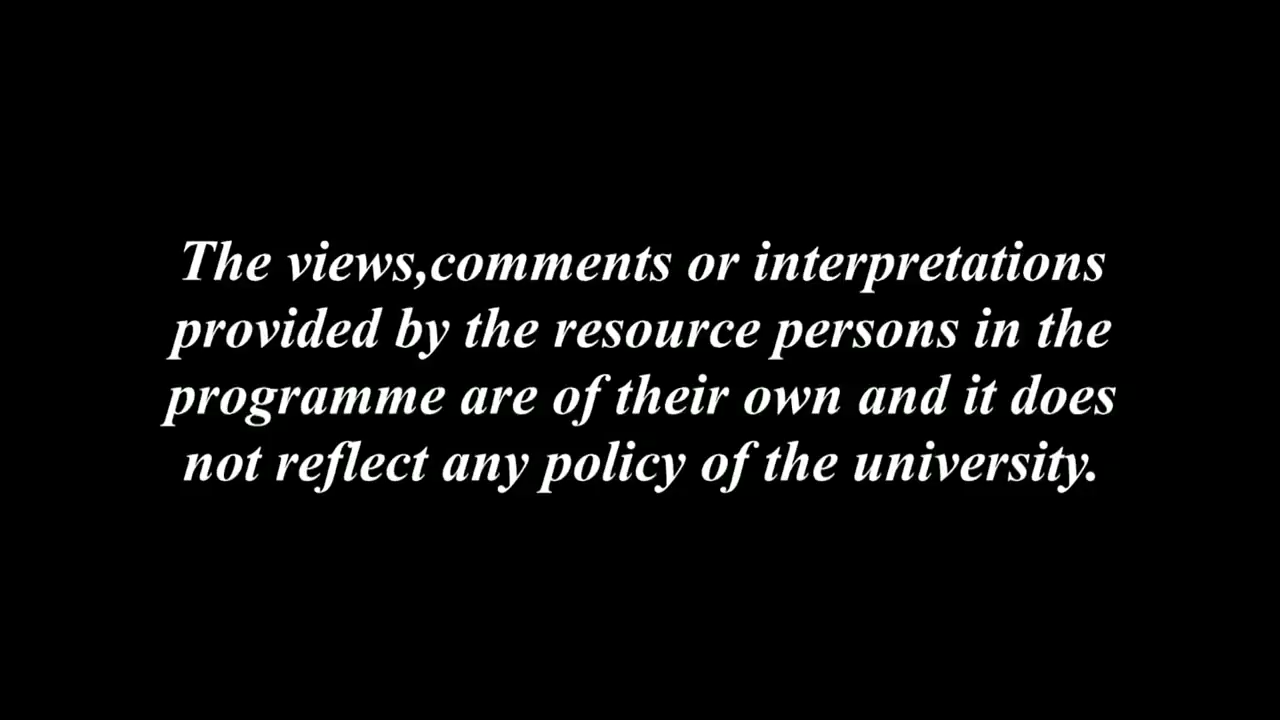 The views,comments or interpretations
provided by the resource persons in the
programme are of their own and it does
not reflect any policy of the university.